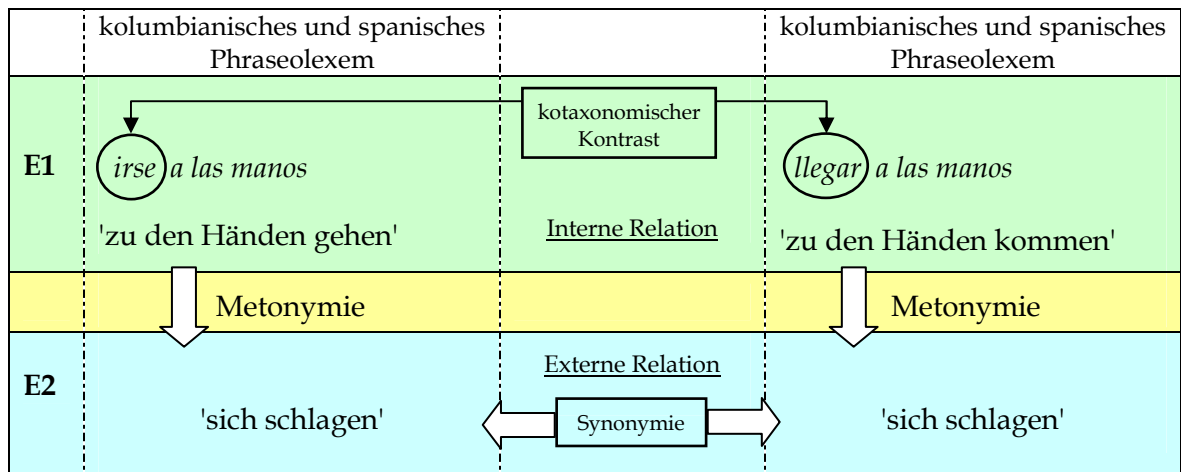 kolumbianisches und spanisches
Phraseolexem
kolumbianisches und spanisches
Phraseolexem
E1
kotaxonomischer
Kontrast
irse a las manos
llegar a las manos
'zu den Händen gehen'
Interne Relation
'zu den Händen kommen'
Metonymie
Metonymie
E2
Externe Relation
'sich schlagen'
Synonymie
'sich schlagen'